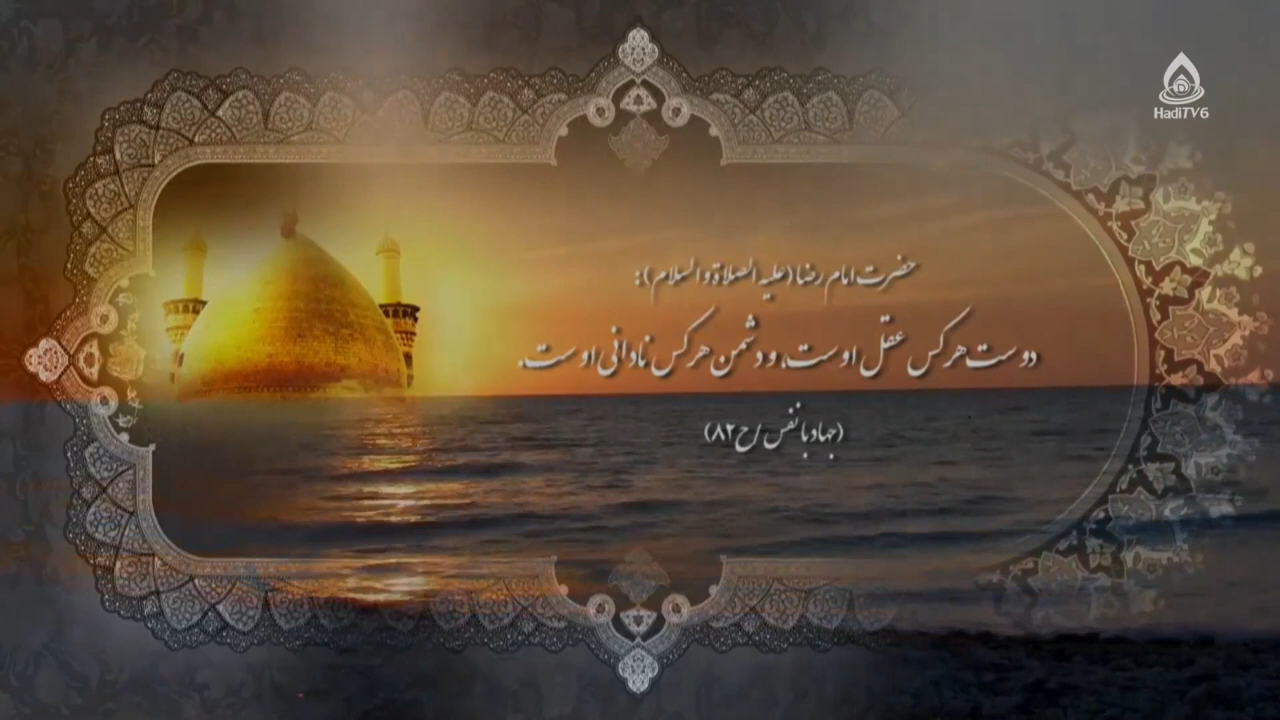 HadiTV6
حضرت امام رضا (علیه الصلاة و السلام) :
دوست هر کس عقل اوست، و دشمن هر کس نادانی اوست.
(جهاد با نفس /ح ۸۲)